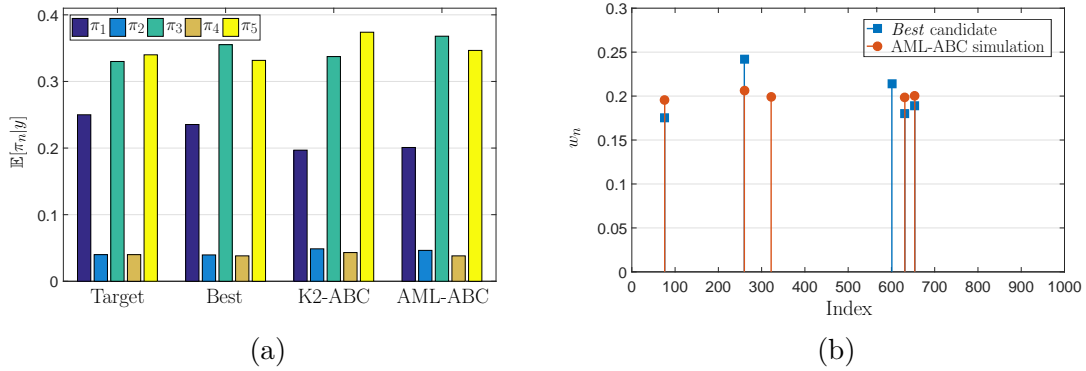 π1 π2 π3 π4 π5
0.4
0.3
0.2
0.1
0
𝔼[πn|y]
Target Best K2-ABC AML-ABC
(a)
Best candidate
AML-ABC simulation
0.3
0.25
0.2
0.15
0.1
0.05
0
wn
0 100 200 300 400 500 600 700 800 900 1000
Index
(b)